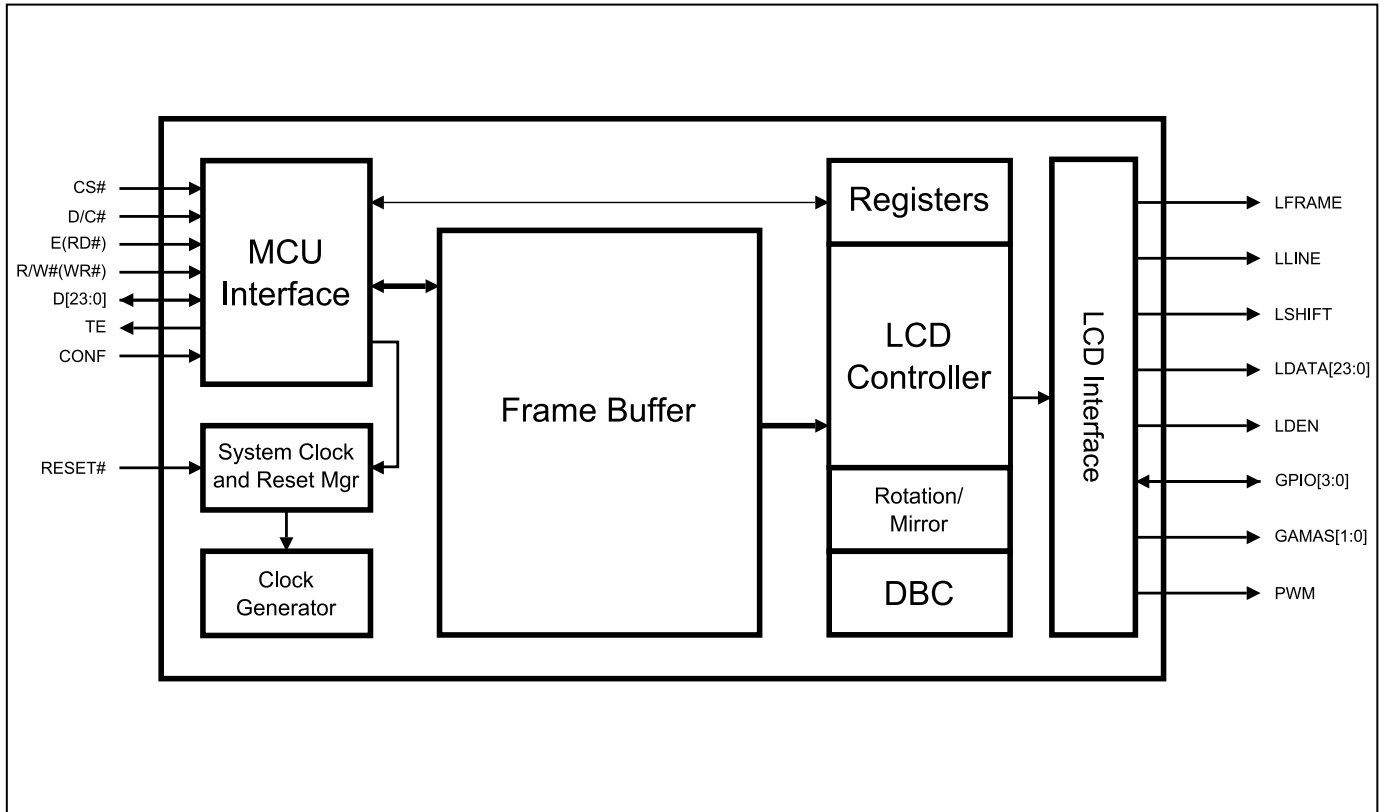 CS#
D/C#
E(RD#)
R/W#(WR#)
D[23:0]
TE
CONF
RESET#
MCU
Interface
System Clock
and Reset Mgr
Clock
Generator
Frame Buffer
Registers
LCD
Controller
Rotation/
Mirror
DBC
LCD Interface
LFRAME
LLINE
LSHIFT
LDATA[23:0]
LDEN
GPIO[3:0]
GAMAS[1:0]
PWM